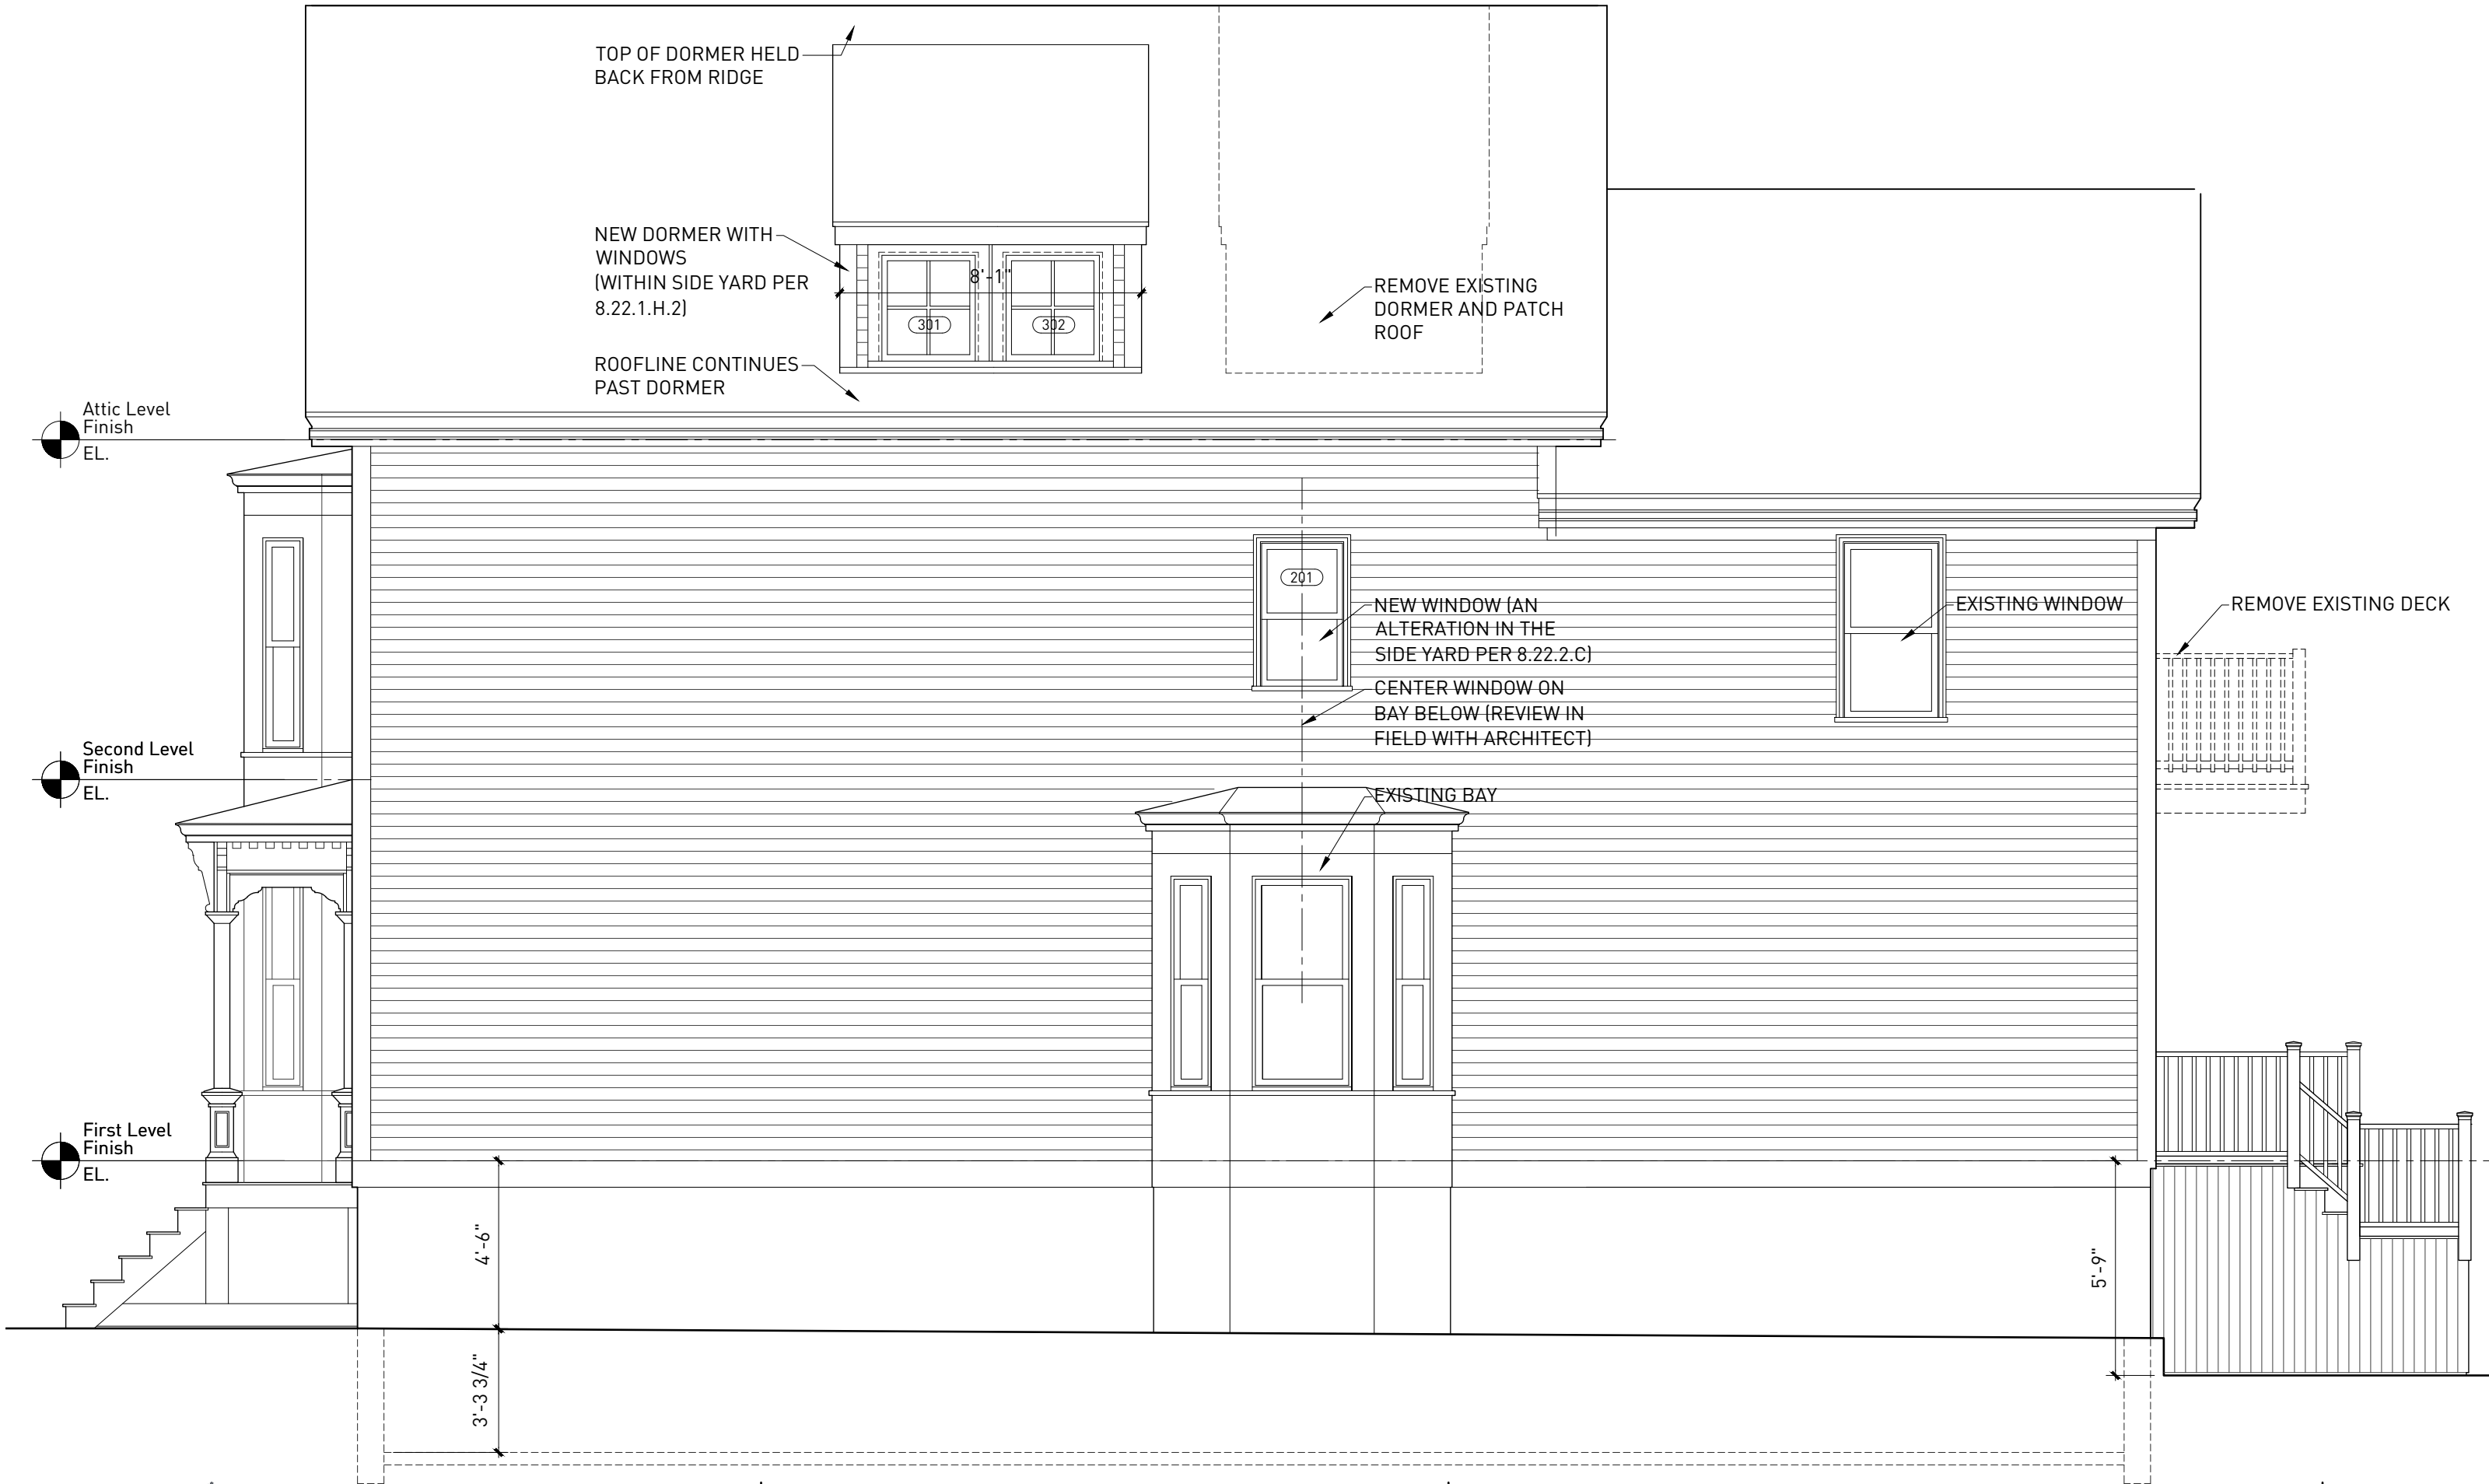 TOP OF DORMER HELD
BACK FROM RIDGE
NEW DORMER WITH
WINDOWS
(WITHIN SIDE YARD PER
8.22.1.H.2)
8'-1"
301
302
REMOVE EXISTING
DORMER AND PATCH
ROOF
ROOFLINE CONTINUES
PAST DORMER
Attic Level
Finish
EL.
201
NEW WINDOW (AN
ALTERATION IN THE
SIDE YARD PER 8.22.2.C)
EXISTING WINDOW
REMOVE EXISTING DECK
CENTER WINDOW ON
BAY BELOW (REVIEW IN
FIELD WITH ARCHITECT)
Second Level
Finish
EL.
EXISTING BAY
First Level
Finish
EL.
4'-6"
5'-9"
3'-3 3/4"